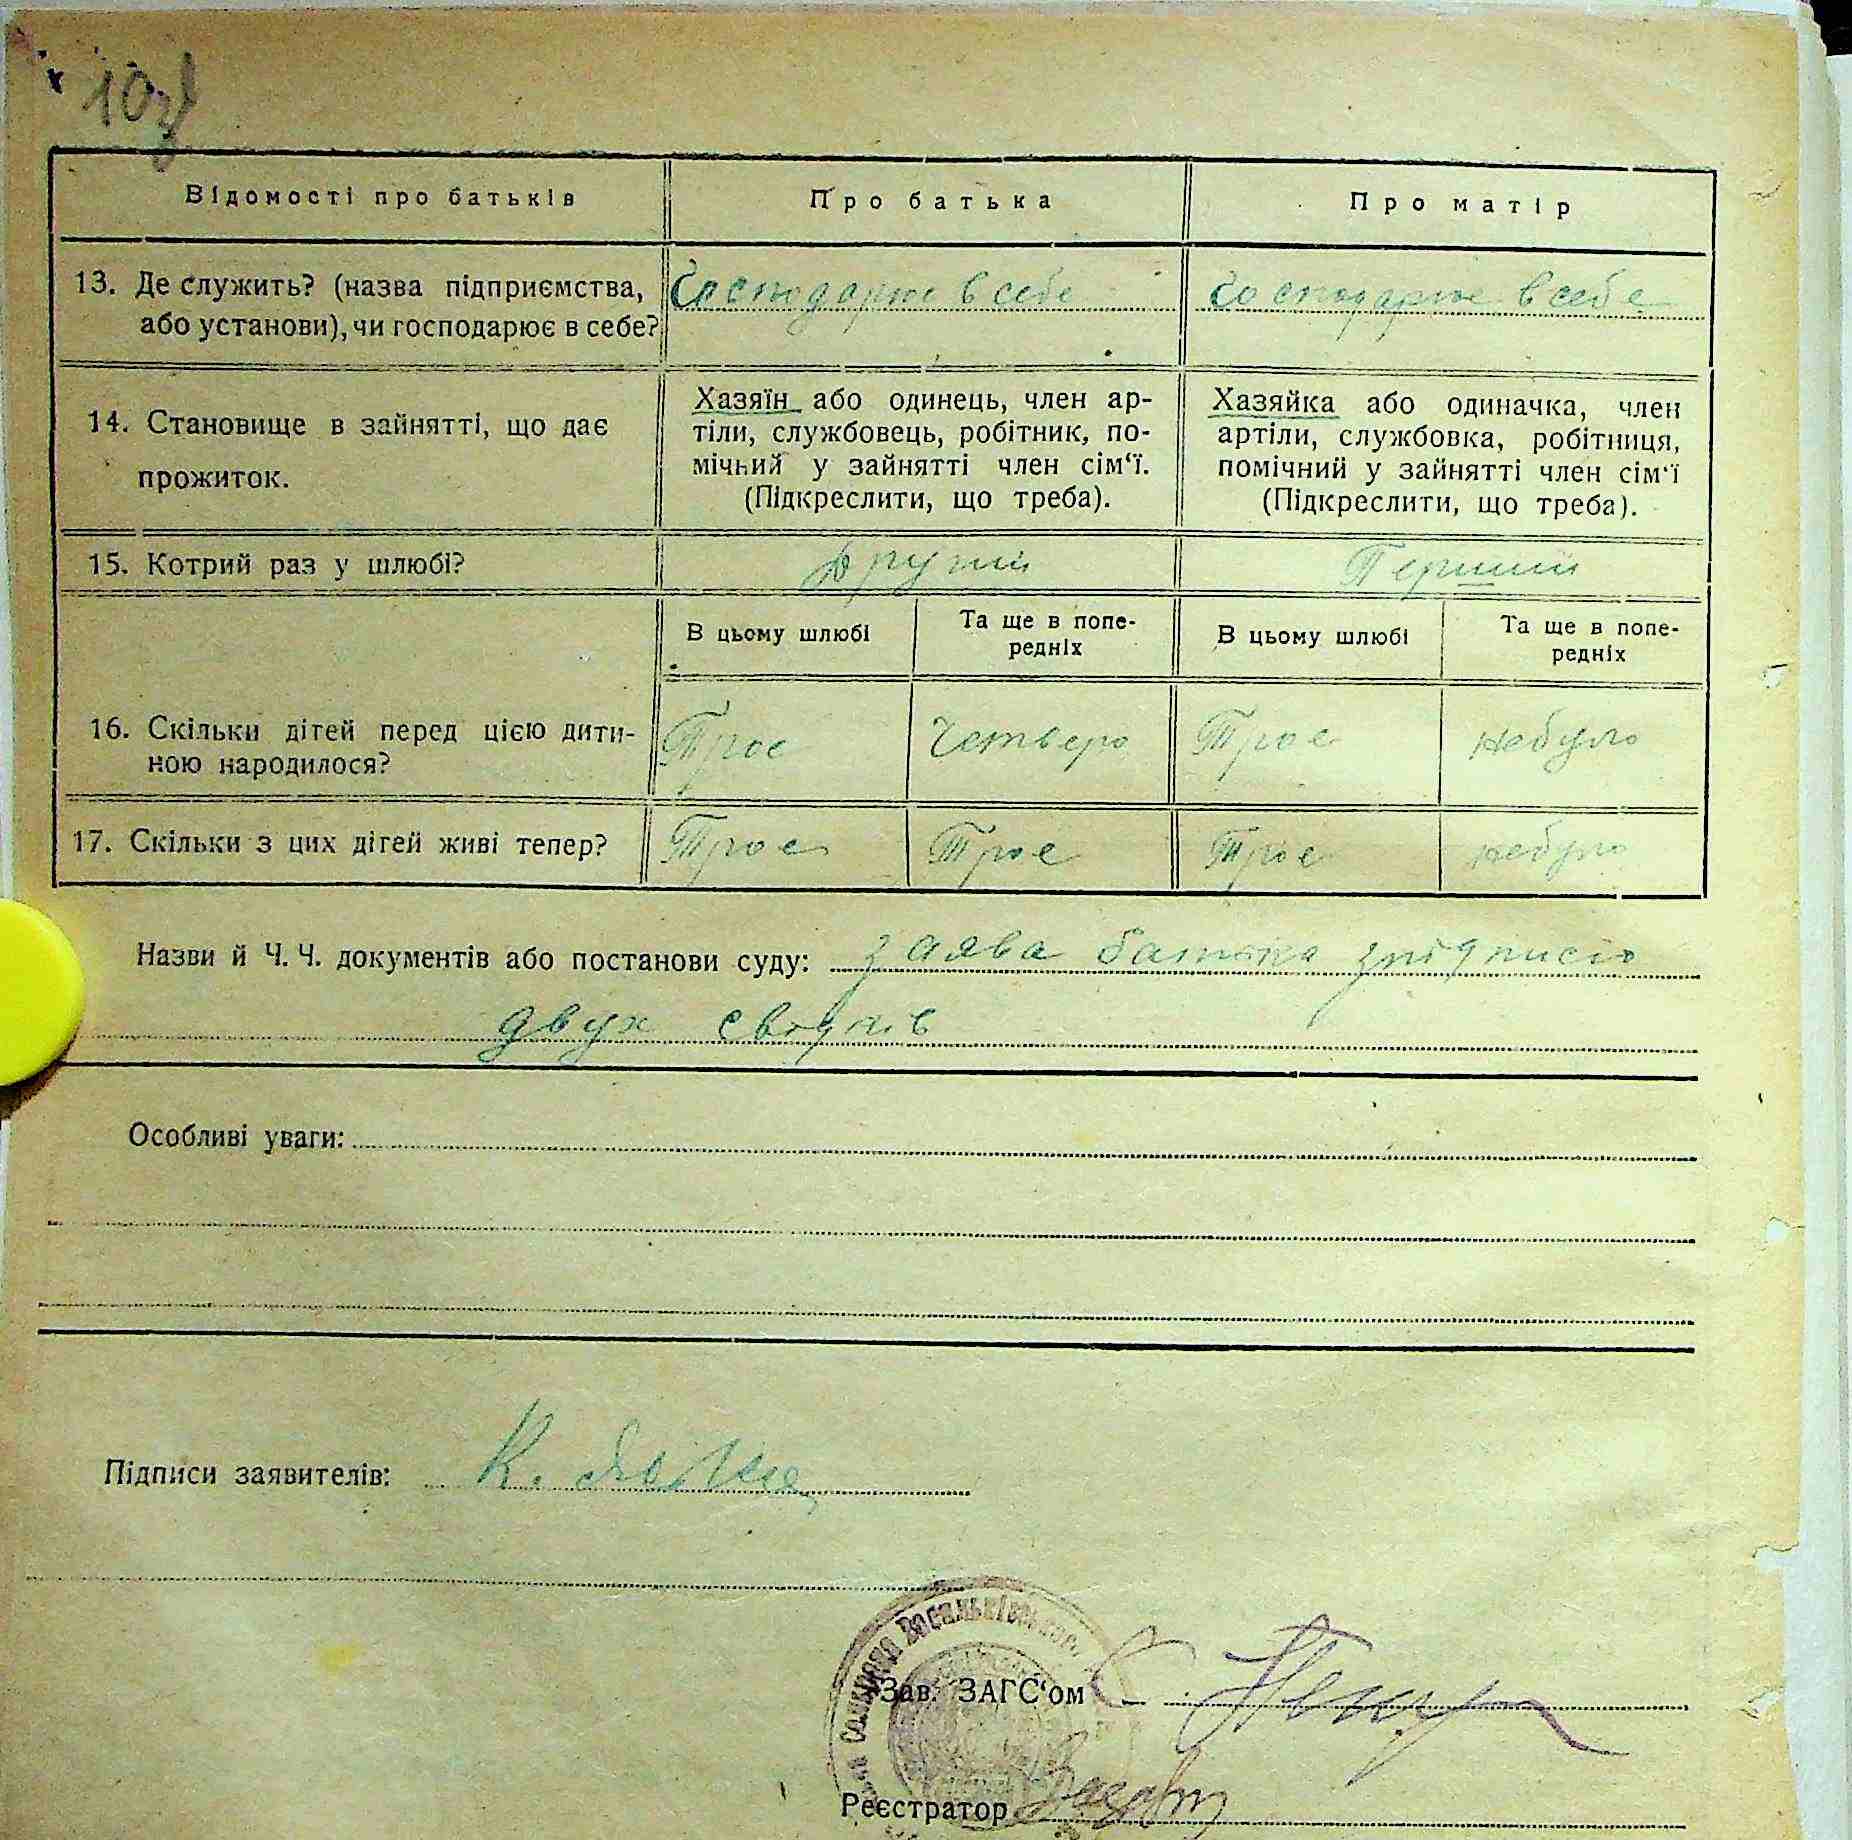 Відомості про батьків
Про батька
Про матір
13. Де служить? (назва підприємства,
або установи), чи господарює в себе?
Господарює в себе
Господарює в себе
14. Становище в зайнятті, що дає
прожиток.
Хазяїн або одинець, член ар-
тіли, службовець, робітник, по-
мічний у зайнятті член сім'ї.
(Підкреслити, що треба).
Хазяйка або одиначка, член
артіли, службовка, робітниця,
помічний у зайнятті член сім'ї
(Підкреслити, що треба).
15. Котрий раз у шлюбі?
Другий
Перший
В цьому шлюбі
Та ще в попе-
редніх
В цьому шлюбі
Та ще в попе-
редніх
16. Скільки дітей перед цією дити-
ною народилося?
Троє
Четверо
Троє
Небуло
17. Скільки з цих дітей живі тепер?
Троє
Троє
Троє
Небуло
Назви й Ч. Ч. документів або постанови суду: заява батька зпідписію
двух свідків
Особливі уваги:
Підписи заявителів: К.
Зав. ЗАГС'ом
Реєстратор